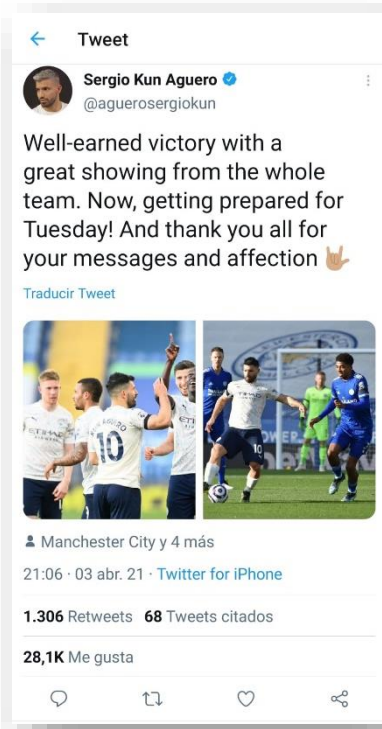 Tweet
Sergio Kun Aguero
@aguerosergiokun
Well-earned victory with a
great showing from the whole
team. Now, getting prepared for
Tuesday! And thank you all for
your messages and affection 🤟🏼
Traducir Tweet
10
10
Manchester City y 4 más
21:06 · 03 abr. 21 · Twitter for iPhone
1.306 Retweets 68 Tweets citados
28,1K Me gusta